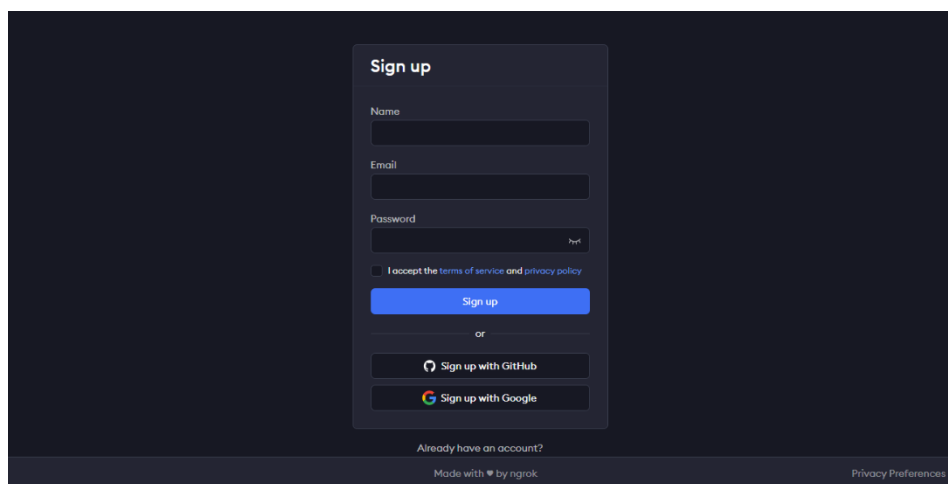 Sign up
Name
Email
Password
I accept the terms of service and privacy policy
Sign up
or
Sign up with GitHub
Sign up with Google
Already have an account?
Made with ♥ by ngrok
Privacy Preferences